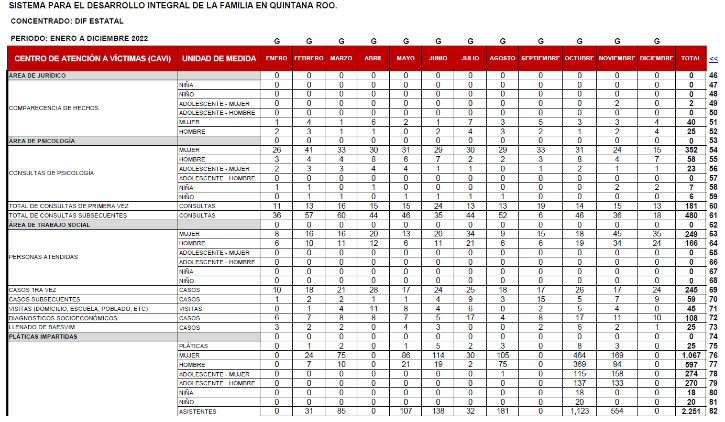 SISTEMA PARA EL DESARROLLO INTEGRAL DE LA FAMILIA EN QUINTANA ROO.
CONCENTRADO: DIF ESTATAL
PERIODO: ENERO A DICIEMBRE 2022
G G G G G G G G G G G G
CENTRO DE ATENCIÓN A VÍCTIMAS (CAVI) UNIDAD DE MEDIDA ENERO FEBRERO MARZO ABRIL MAYO JUNIO JULIO AGOSTO SEPTIEMBRE OCTUBRE NOVIEMBRE DICIEMBRE TOTAL <<
ÁREA DE JURÍDICO 0 0 0 0 0 0 0 0 0 0 0 0 0 46
NIÑA 0 0 0 0 0 0 0 0 0 0 0 0 0 47
NIÑO 0 0 0 0 0 0 0 0 0 0 0 0 0 48
ADOLESCENTE - MUJER 0 0 0 0 0 0 0 0 0 0 2 0 2 49
COMPARECENCIA DE HECHOS ADOLESCENTE - HOMBRE 0 0 0 0 0 0 0 0 0 0 0 0 0 50
MUJER 1 4 1 6 2 1 7 3 5 3 3 4 40 51
HOMBRE 2 3 1 1 0 2 4 3 2 1 2 4 25 52
ÁREA DE PSICOLOGÍA 0 0 0 0 0 0 0 0 0 0 0 0 0 53
MUJER 26 41 33 30 31 29 30 29 33 31 24 15 352 54
HOMBRE 3 4 4 8 6 7 2 2 3 8 4 7 58 55
CONSULTAS DE PSICOLOGÍA ADOLESCENTE - MUJER 2 3 3 4 4 1 1 0 1 2 1 1 23 56
ADOLESCENTE - HOMBRE 0 0 0 0 0 0 0 0 0 0 0 0 0 57
NIÑA 1 1 0 1 0 0 0 0 0 0 2 2 7 58
NIÑO 0 1 1 0 1 1 1 1 0 0 0 0 6 59
TOTAL DE CONSULTAS DE PRIMERA VEZ CONSULTAS 11 13 16 15 15 24 13 13 19 14 15 13 181 60
TOTAL DE CONSULTAS SUBSECUENTES CONSULTAS 36 57 60 44 46 35 44 52 6 46 36 18 480 61
ÁREA DE TRABAJO SOCIAL 0 0 0 0 0 0 0 0 0 0 0 0 0 62
MUJER 8 16 16 20 13 20 34 9 15 18 45 35 249 63
HOMBRE 6 10 11 12 6 11 21 6 6 19 34 24 166 64
PERSONAS ATENDIDAS ADOLESCENTE - MUJER 0 0 0 0 0 0 0 0 0 0 0 0 0 65
ADOLESCENTE - HOMBRE 0 0 0 0 0 0 0 0 0 0 0 0 0 66
NIÑA 0 0 0 0 0 0 0 0 0 0 0 0 0 67
NIÑO 0 0 0 0 0 0 0 0 0 0 0 0 0 68
CASOS 1RA VEZ CASOS 10 18 21 28 17 24 25 18 17 26 17 24 245 69
CASOS SUBSECUENTES CASOS 1 2 2 1 1 4 9 3 15 5 7 9 59 70
VISITAS (DOMICILIO, ESCUELA, POBLADO, ETC) VISITAS 0 1 4 11 8 4 6 0 2 5 4 0 45 71
DIAGNOSTICOS SOCIOECONÓMICOS CASOS 6 7 8 8 7 5 17 4 8 17 11 10 108 72
LLENADO DE BAESVIM CASOS 3 2 2 0 4 3 0 0 2 6 2 1 25 73
PLÁTICAS IMPARTIDAS 0 0 0 0 0 0 0 0 0 0 0 0 0 74
PLÁTICAS 0 1 2 0 1 5 2 3 0 8 3 0 25 75
MUJER 0 24 75 0 86 114 30 105 0 464 169 0 1,067 76
HOMBRE 0 7 10 0 21 19 2 75 0 369 94 0 597 77
ADOLESCENTE - MUJER 0 0 0 0 0 0 0 1 0 115 158 0 274 78
ADOLESCENTE - HOMBRE 0 0 0 0 0 0 0 0 0 137 133 0 270 79
NIÑA 0 0 0 0 0 0 0 0 0 18 0 0 18 80
NIÑO 0 0 0 0 0 0 0 0 0 20 0 0 20 81
ASISTENTES 0 31 85 0 107 138 32 181 0 1,123 554 0 2,251 82